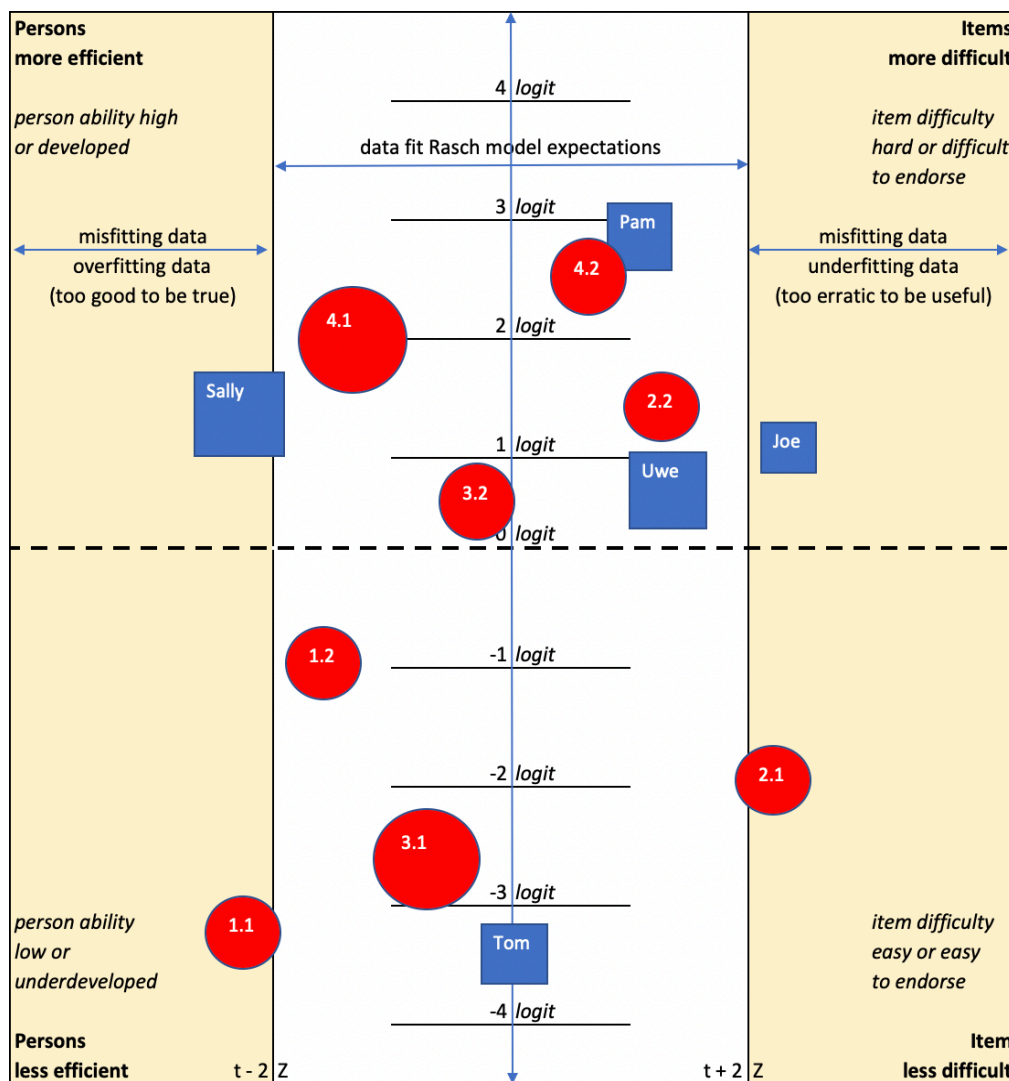 Persons
more efficient
Items
more difficult
4 logit
person ability high
or developed
item difficulty
hard or difficult
to endorse
data fit Rasch model expectations
3 logit
Pam
misfitting data
overfitting data
(too good to be true)
misfitting data
underfitting data
(too erratic to be useful)
4.2
4.1
2 logit
Sally
2.2
1 logit
Joe
Uwe
3.2
0 logit
1.2
-1 logit
-2 logit
2.1
3.1
-3 logit
1.1
person ability
low or
underdeveloped
Tom
item difficulty
easy or easy
to endorse
-4 logit
Persons
less efficient
Item
less difficult
t - 2 Z
t + 2 Z